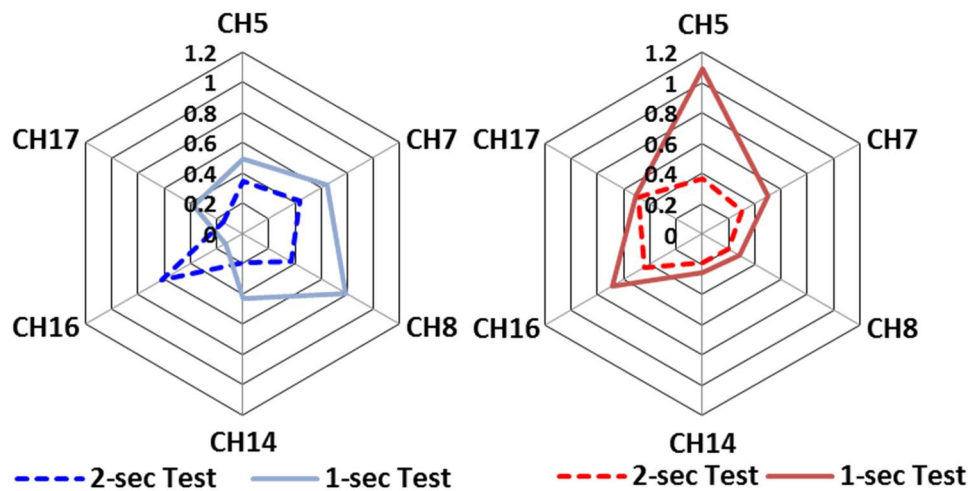 CH5
1.2
1
0.8
0.6
0.4
0.2
0
CH17
CH7
CH16
CH8
CH14
2-sec Test
1-sec Test
CH5
1.2
1
0.8
0.6
0.4
0.2
0
CH17
CH7
CH16
CH8
CH14
2-sec Test
1-sec Test